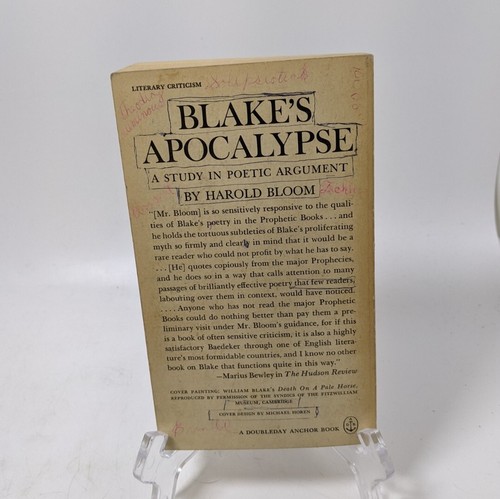 LITERARY CRITICISM
BLAKE'S
APOCALYPSE
A STUDY IN POETIC ARGUMENT
BY HAROLD BLOOM
"[Mr. Bloom] is so sensitively responsive to the quali-
ties of Blake's poetry in the Prophetic Books . . . and
he holds the tortuous subtleties of Blake's proliferating
myth so firmly and clearly in mind that it would be a
rare reader who could not profit by what he has to say.
. . . [He] quotes copiously from the major Prophecies,
and he does so in a way that calls attention to many
passages of brilliantly effective poetry that few readers,
labouring over them in context, would have noticed.
. . . . Anyone who has not read the major Prophetic
Books could do nothing better than pay them a pre-
liminary visit under Mr. Bloom's guidance, for if this
is a book of often sensitive criticism, it is also a highly
satisfactory Baedeker through one of English litera-
ture's most formidable countries, and I know no other
book on Blake that functions quite in this way."
—Marius Bewley in The Hudson Review
COVER PAINTING: WILLIAM BLAKE'S Death On A Pale Horse,
REPRODUCED BY PERMISSION OF THE SYNDICS OF THE FITZWILLIAM
MUSEUM, CAMBRIDGE
COVER DESIGN BY MICHAEL HOREN
A DOUBLEDAY ANCHOR BOOK